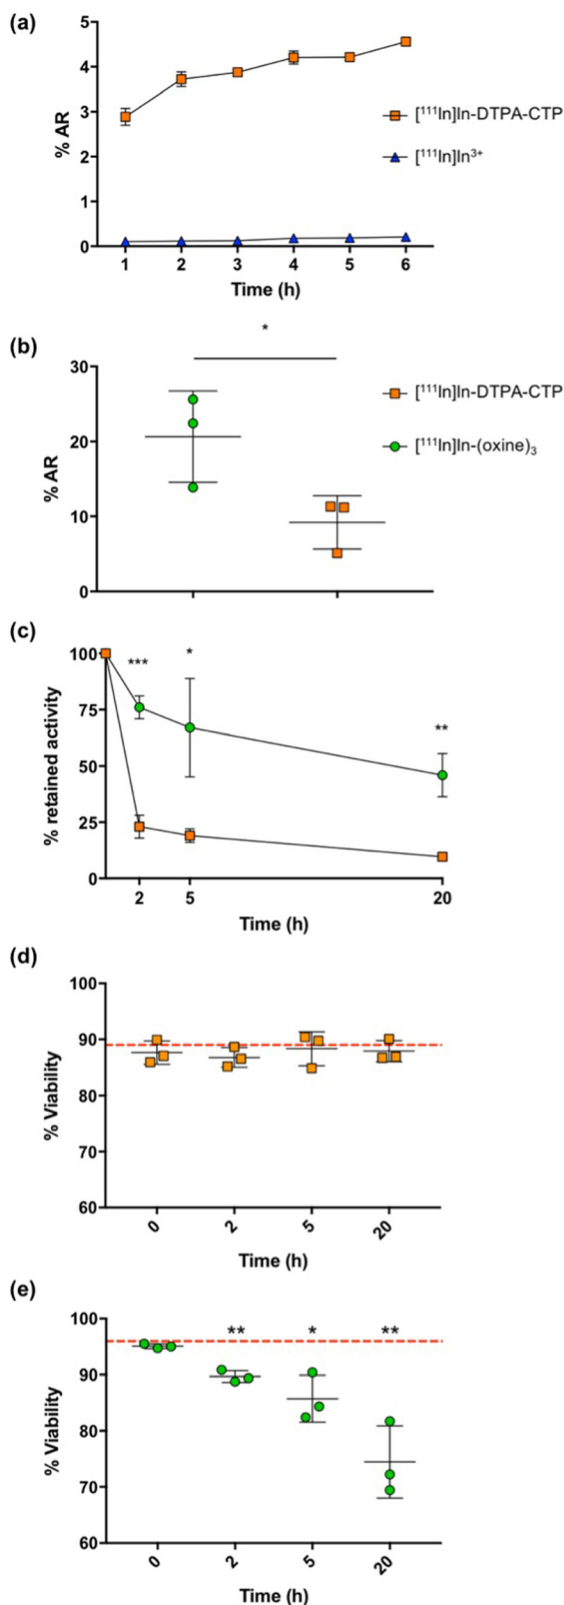 (a)
5
4
3
2
1
0
% AR
1 2 3 4 5 6
Time (h)
[¹¹¹In]In-DTPA-CTP
[¹¹¹In]In³⁺
(b)
*
30
20
10
0
% AR
[¹¹¹In]In-DTPA-CTP
[¹¹¹In]In-(oxine)₃
(c)
100
75
50
25
0
% retained activity
***
*
**
2 5 20
Time (h)
(d)
100
90
80
70
60
% Viability
0 2 5 20
Time (h)
(e)
100
90
80
70
60
% Viability
** * **
0 2 5 20
Time (h)